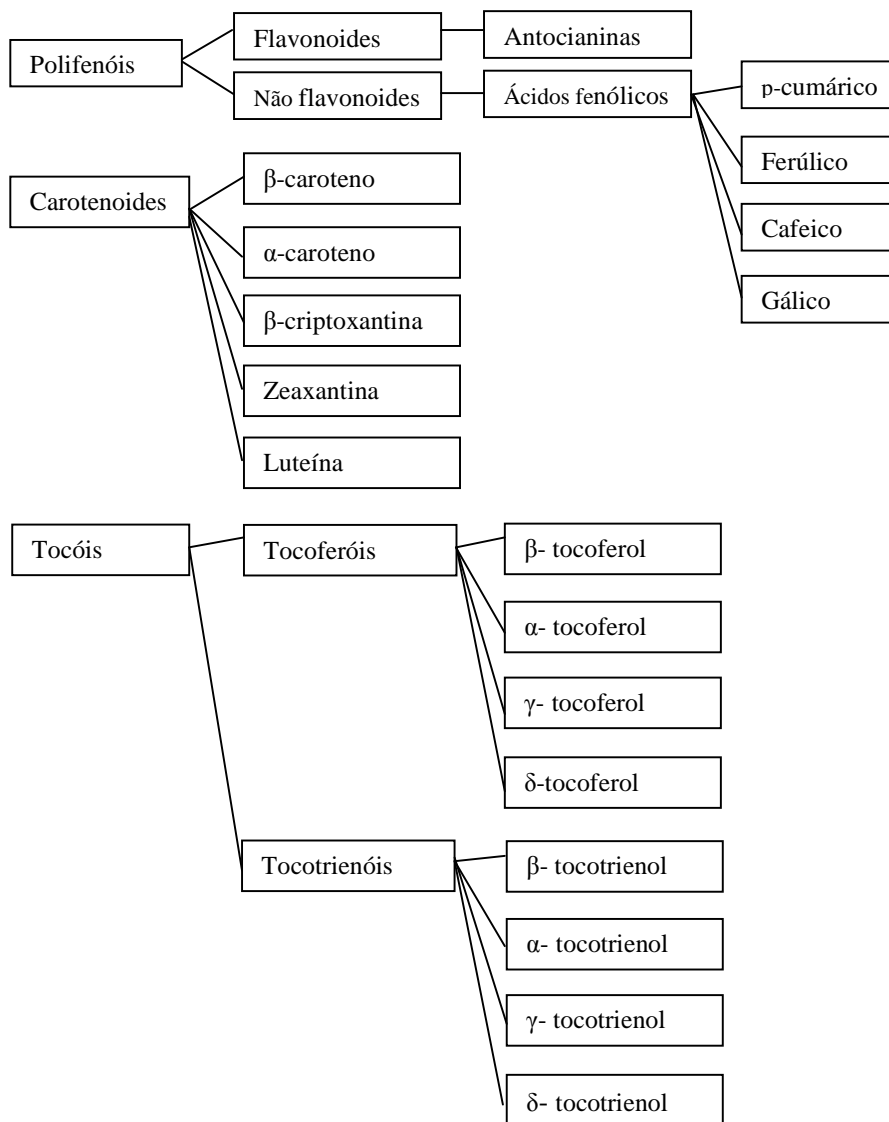 Polifenóis
Flavonoides
Antocianinas
Não flavonoides
Ácidos fenólicos
p-cumárico
Ferúlico
Cafeico
Gálico
Carotenoides
β-caroteno
α-caroteno
β-criptoxantina
Zeaxantina
Luteína
Tocóis
Tocoferóis
β- tocoferol
α- tocoferol
γ- tocoferol
δ-tocoferol
Tocotrienóis
β- tocotrienol
α- tocotrienol
γ- tocotrienol
δ- tocotrienol